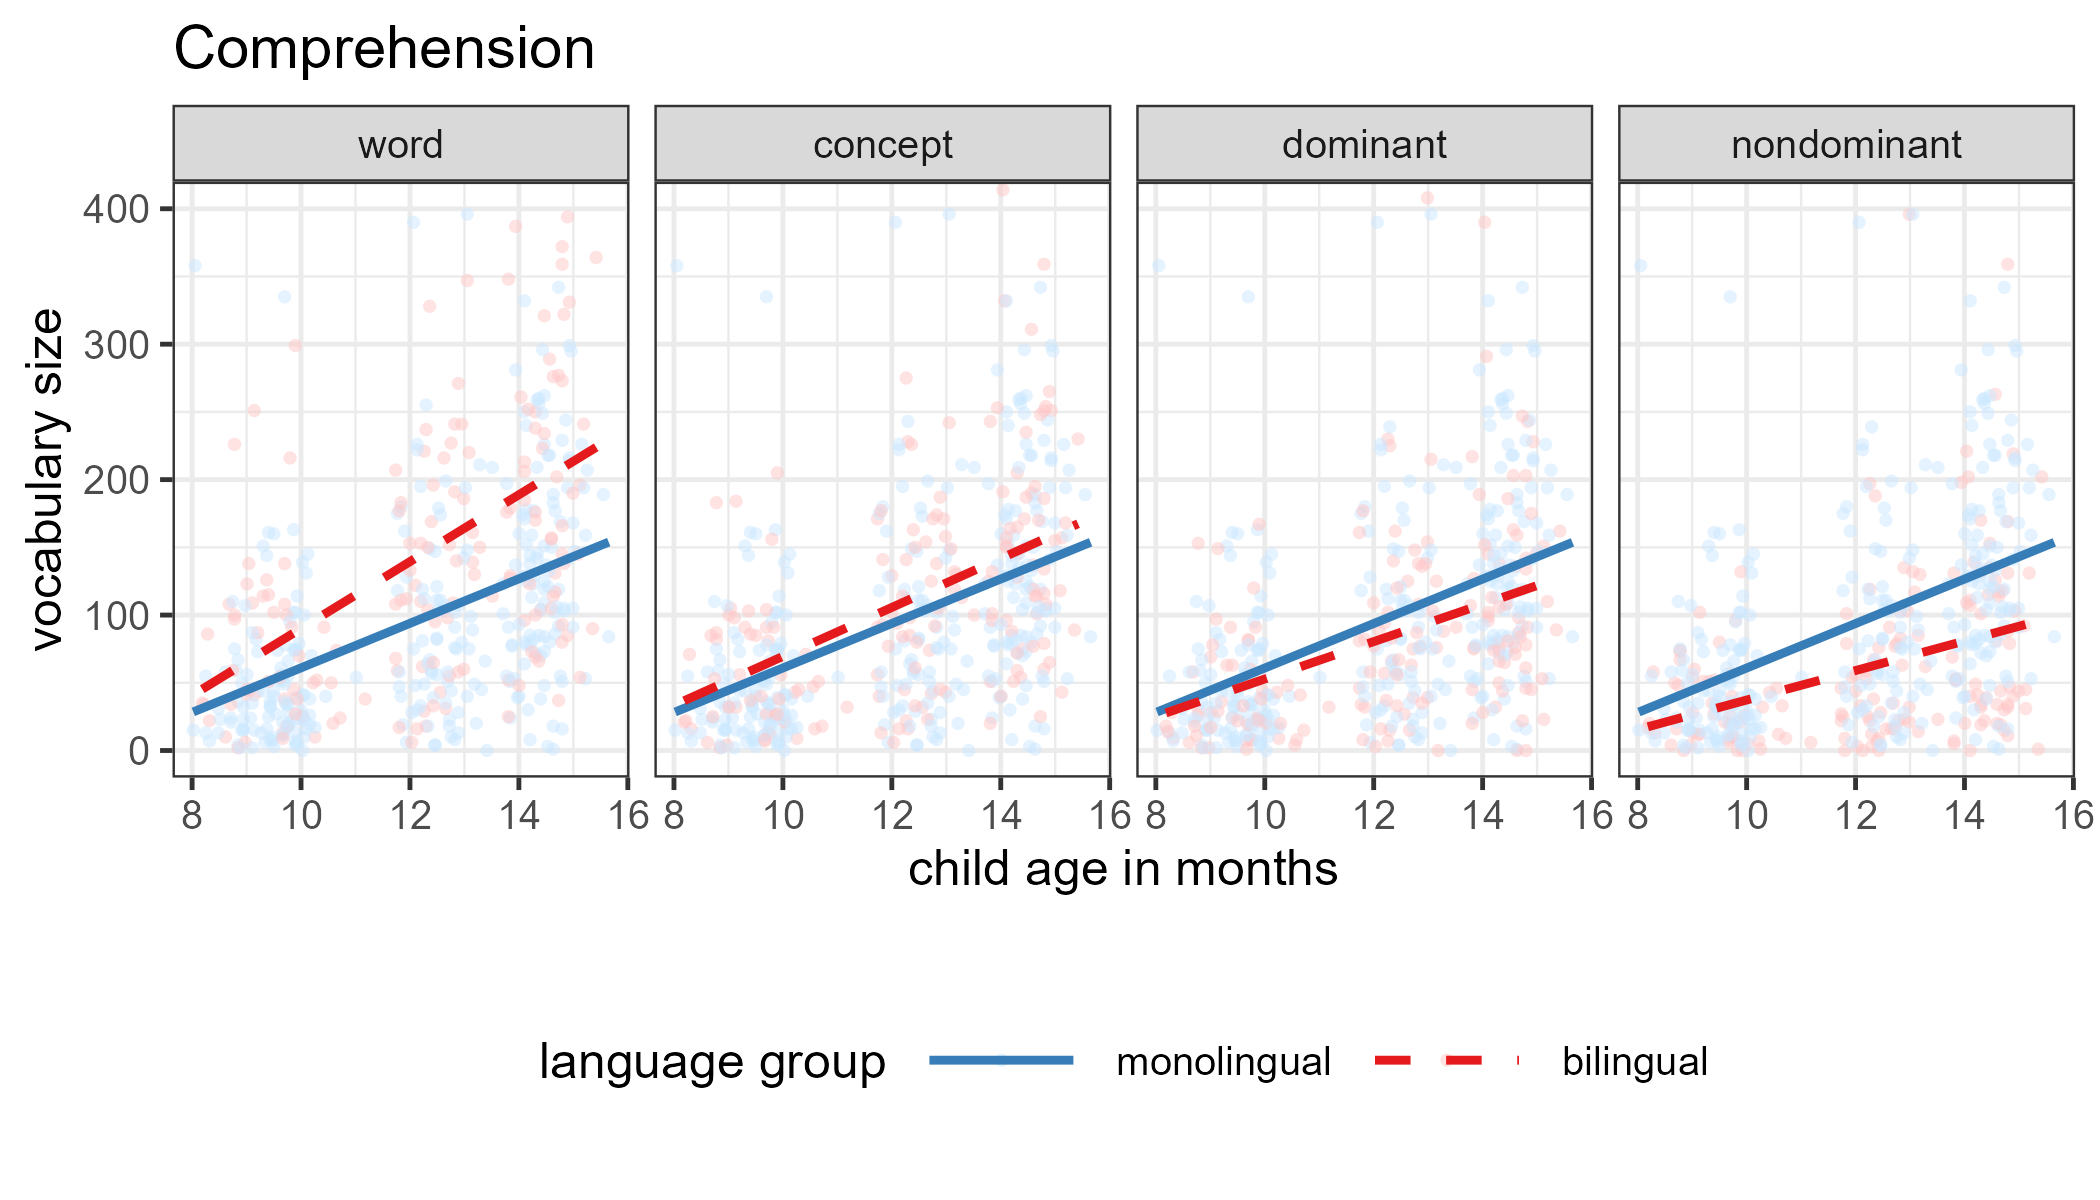 Comprehension
word concept dominant nondominant
400
300
200
100
0
vocabulary size
8 10 12 14 16 8 10 12 14 16 8 10 12 14 16 8 10 12 14 16
child age in months
language group monolingual bilingual